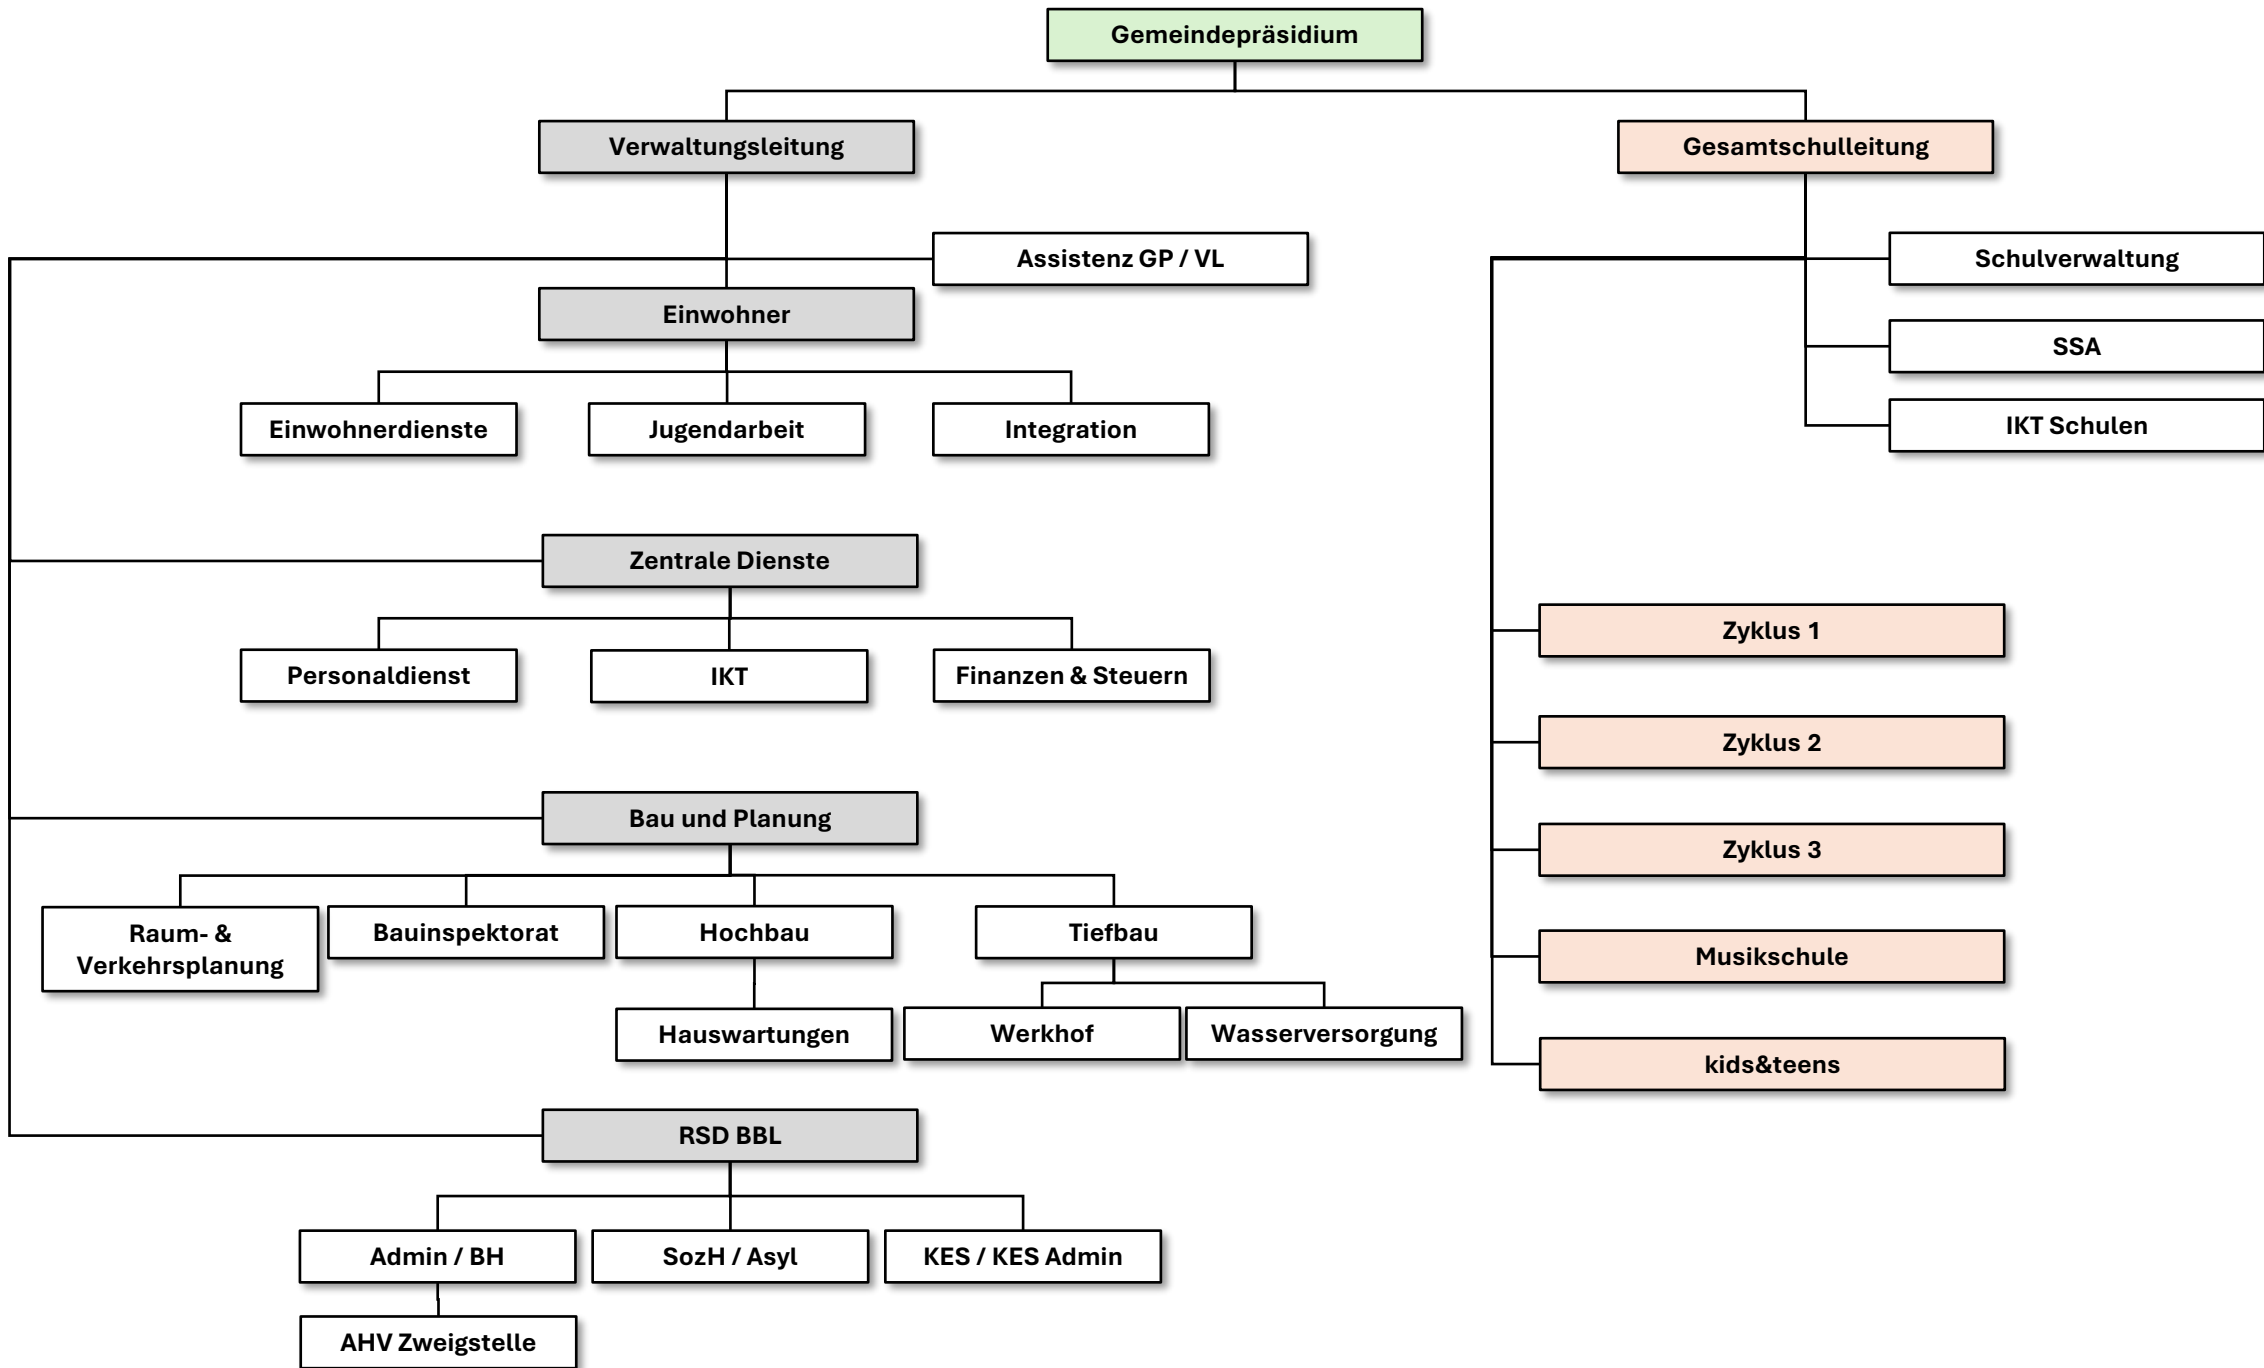 Gemeindepräsidium
Verwaltungsleitung
Gesamtschulleitung
Assistenz GP / VL
Schulverwaltung
Einwohner
SSA
Einwohnerdienste
Jugendarbeit
Integration
IKT Schulen
Zentrale Dienste
Zyklus 1
Personaldienst
IKT
Finanzen & Steuern
Zyklus 2
Bau und Planung
Zyklus 3
Raum- &
Verkehrsplanung
Bauinspektorat
Hochbau
Tiefbau
Musikschule
Hauswartungen
Werkhof
Wasserversorgung
kids&teens
RSD BBL
Admin / BH
SozH / Asyl
KES / KES Admin
AHV Zweigstelle